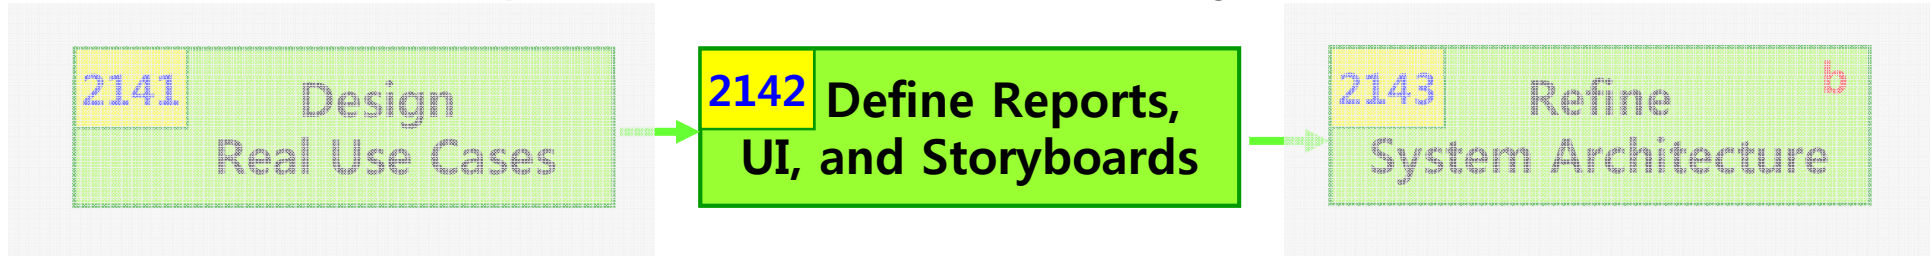 2141
Design
Real Use Cases
2142
Define Reports,
UI, and Storyboards
2143
Refine
b
System Architecture